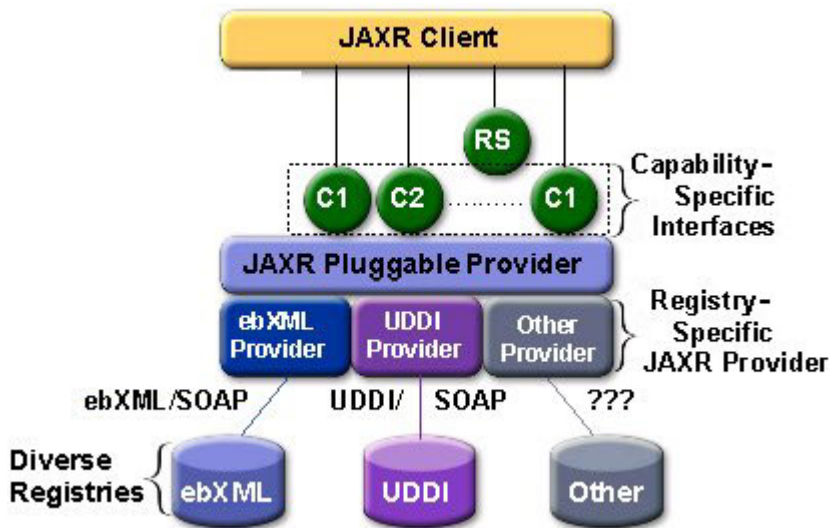 JAXR Client
RS
C1 C2 ......... C1
Capability-
Specific
Interfaces
JAXR Pluggable Provider
ebXML
Provider
UDDI
Provider
Other
Provider
Registry-
Specific
JAXR Provider
ebXML/SOAP UDDI/ SOAP ???
Diverse
Registries
ebXML UDDI Other